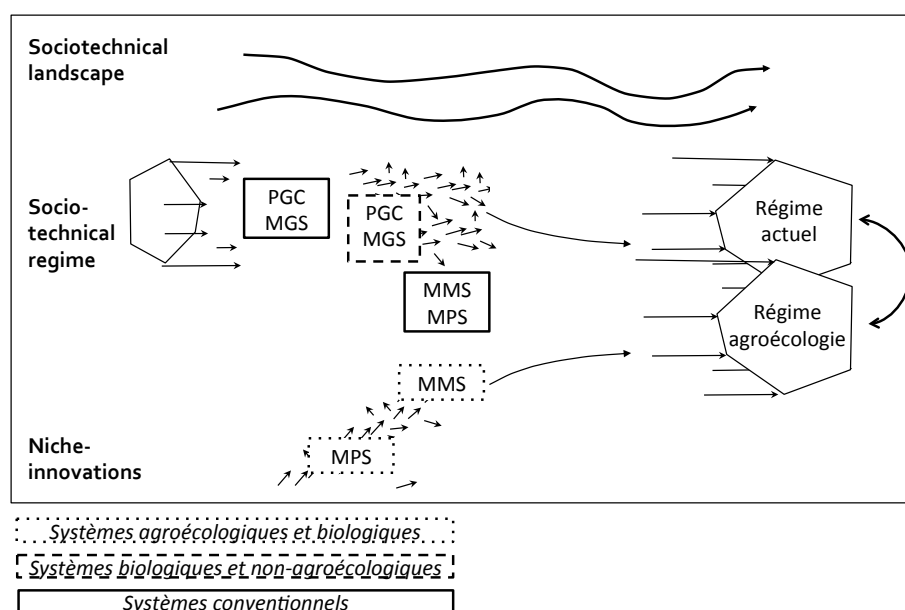 Sociotechnical
landscape
Socio-
technical
regime
PGC
MGS
PGC
MGS
MMS
MPS
Régime
actuel
Régime
agroécologie
MMS
Niche-
innovations
MPS
Systèmes agroécologiques et biologiques
Systèmes biologiques et non-agroécologiques
Systèmes conventionnels